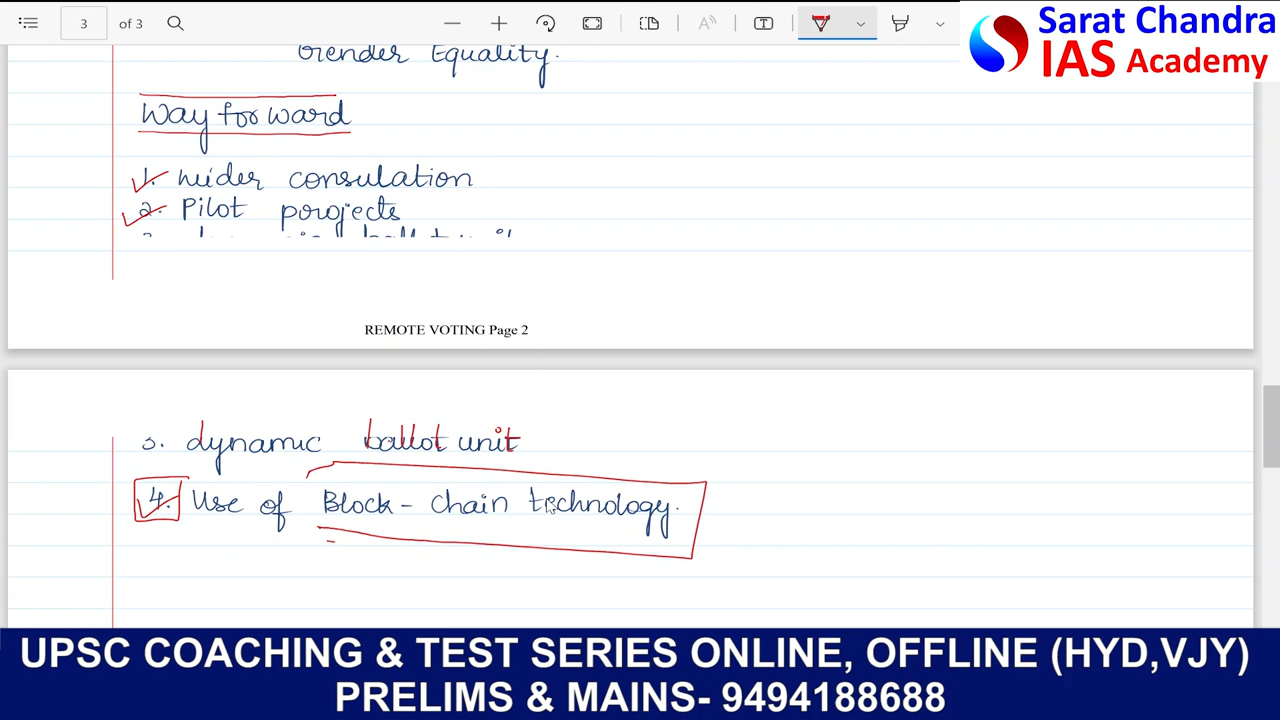 3 of 3
Sarat Chandra
IAS Academy
Gender Equality.
Way forward
1. wider consulation
2. Pilot porojects
REMOTE VOTING Page 2
3. dynamic ballot unit
4. Use of Block - Chain technology.
UPSC COACHING & TEST SERIES ONLINE, OFFLINE (HYD,VJY)
PRELIMS & MAINS- 9494188688